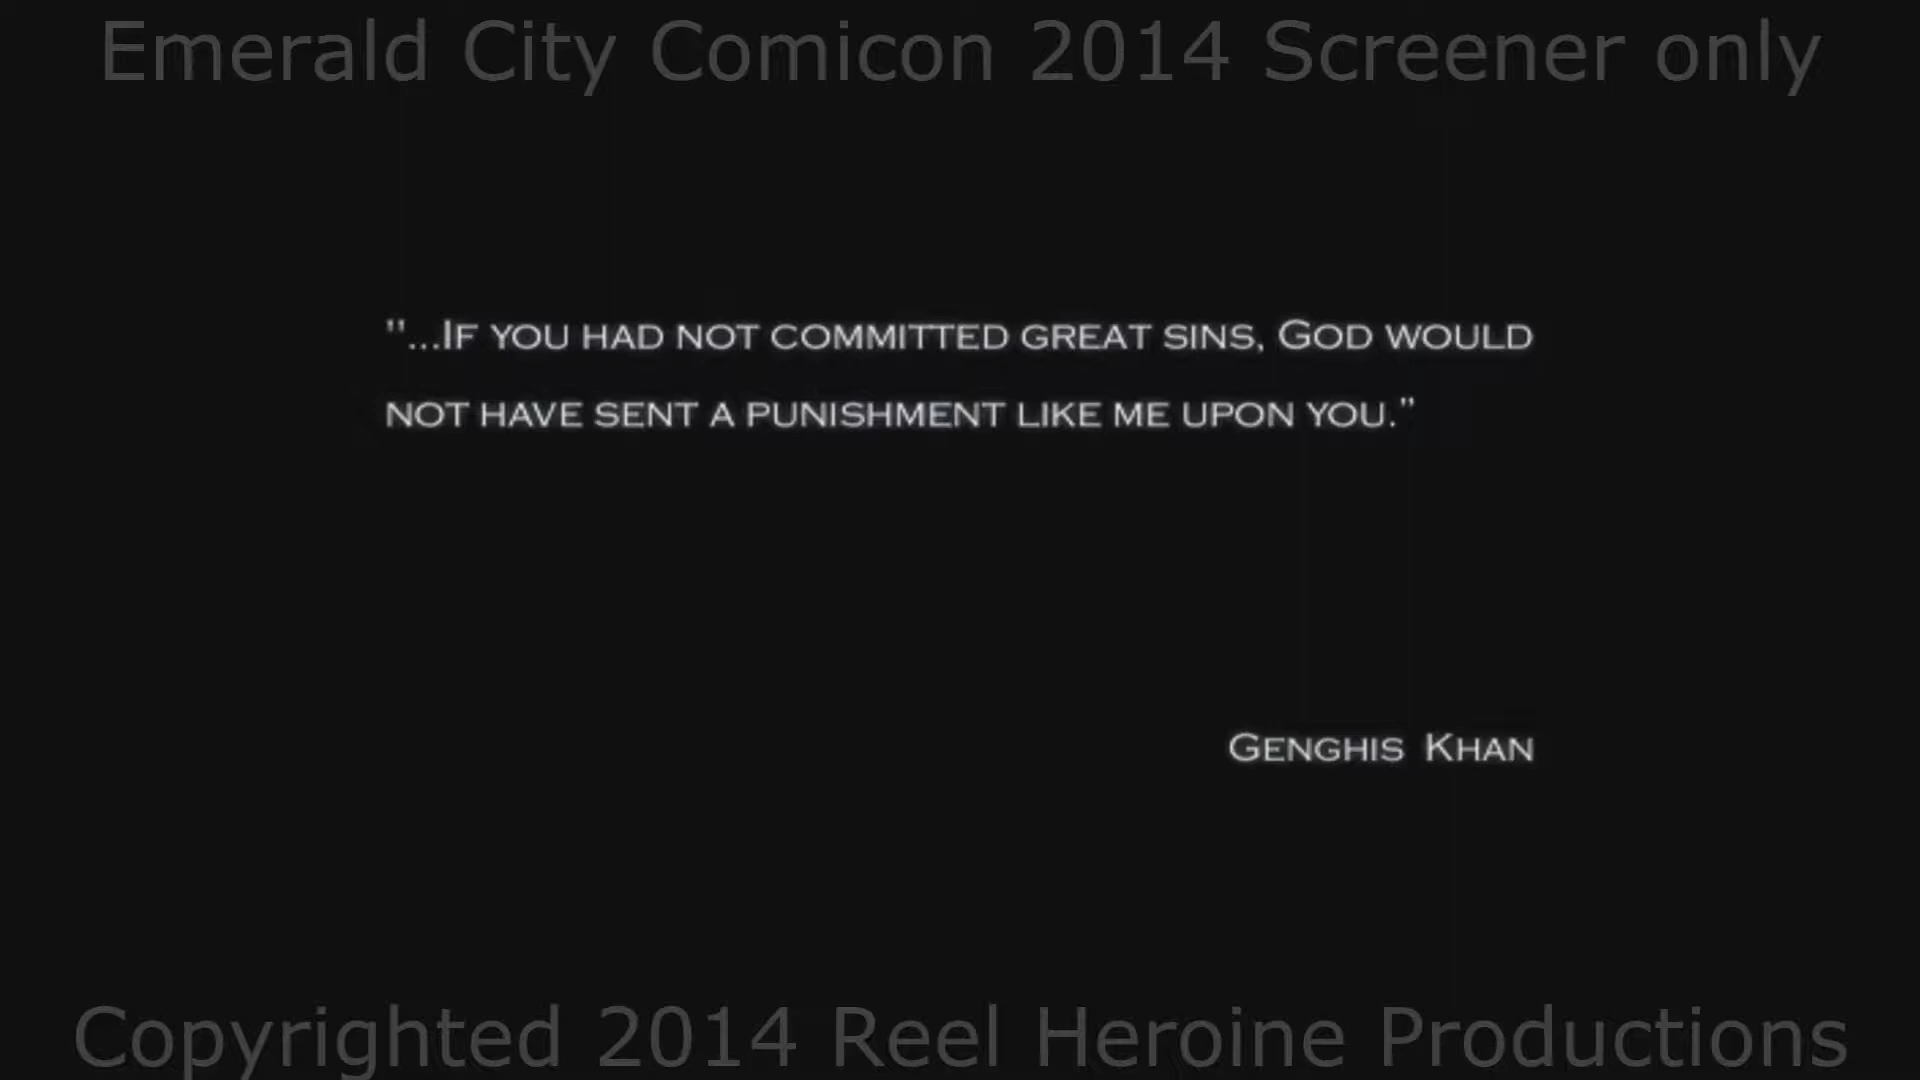 Emerald City Comicon 2014 Screener only
"...If you had not committed great sins, God would
not have sent a punishment like me upon you."
Genghis Khan
Copyrighted 2014 Reel Heroine Productions